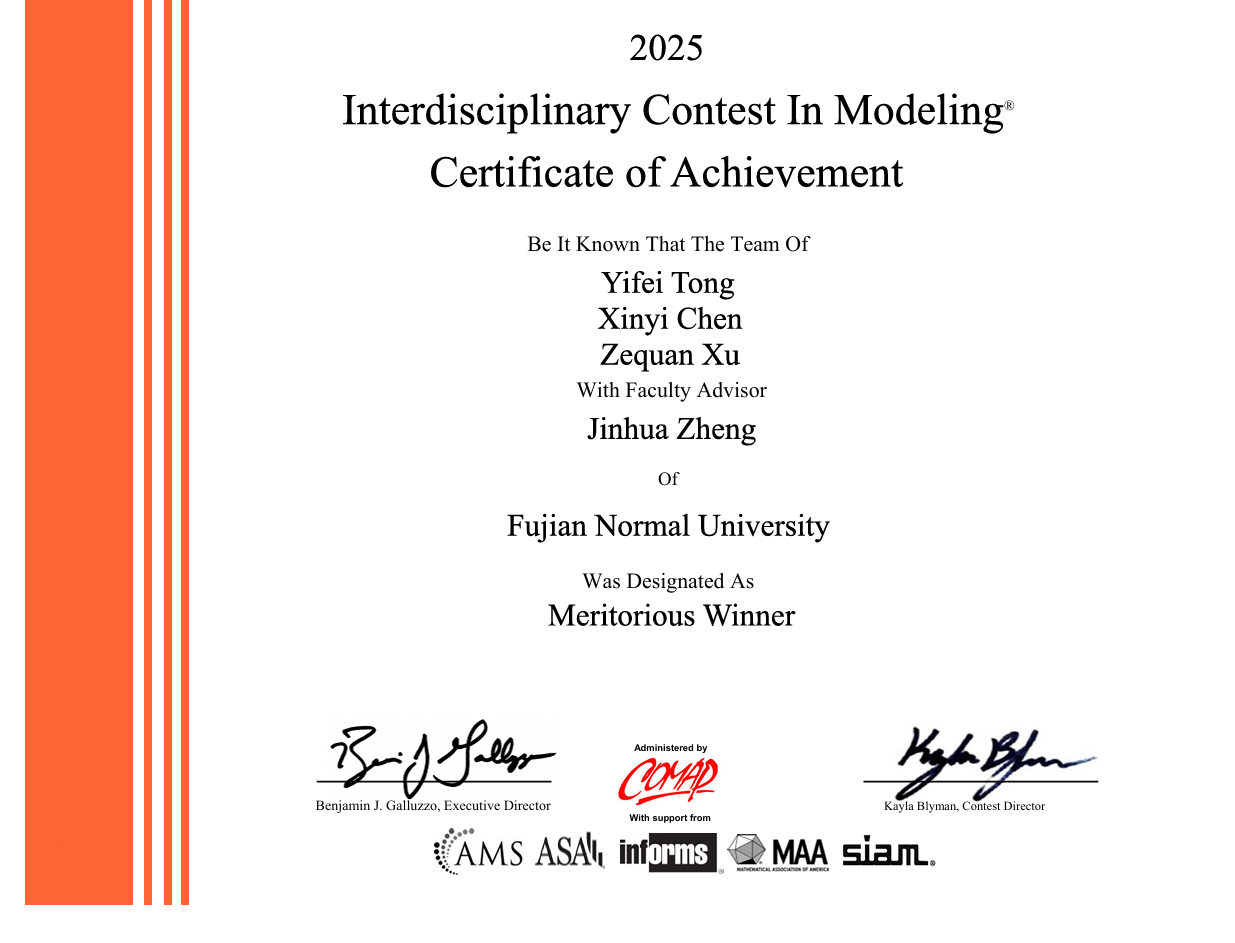 2025
Interdisciplinary Contest In Modeling®
Certificate of Achievement
Be It Known That The Team Of
Yifei Tong
Xinyi Chen
Zequan Xu
With Faculty Advisor
Jinhua Zheng
Of
Fujian Normal University
Was Designated As
Meritorious Winner
Administered by
COMAP
Benjamin J. Galluzzo, Executive Director
Kayla Blyman, Contest Director
With support from
AMS ASA informs® MAA siam®
MATHEMATICAL ASSOCIATION OF AMERICA